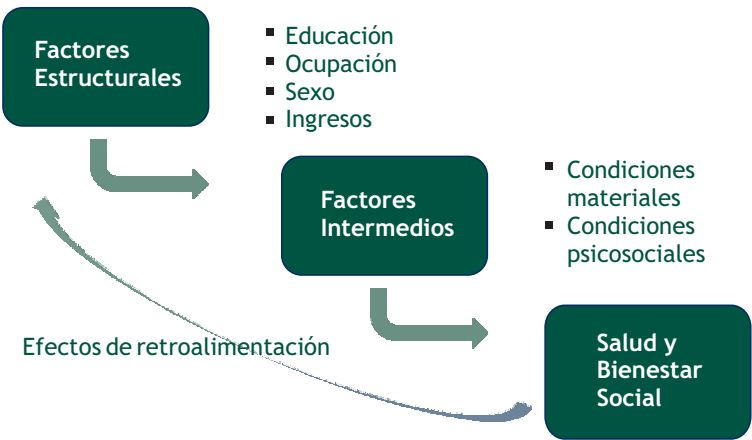 Factores
Estructurales
▪ Educación
▪ Ocupación
▪ Sexo
▪ Ingresos
Factores
Intermedios
▪ Condiciones
materiales
▪ Condiciones
psicosociales
Efectos de retroalimentación
Salud y
Bienestar
Social